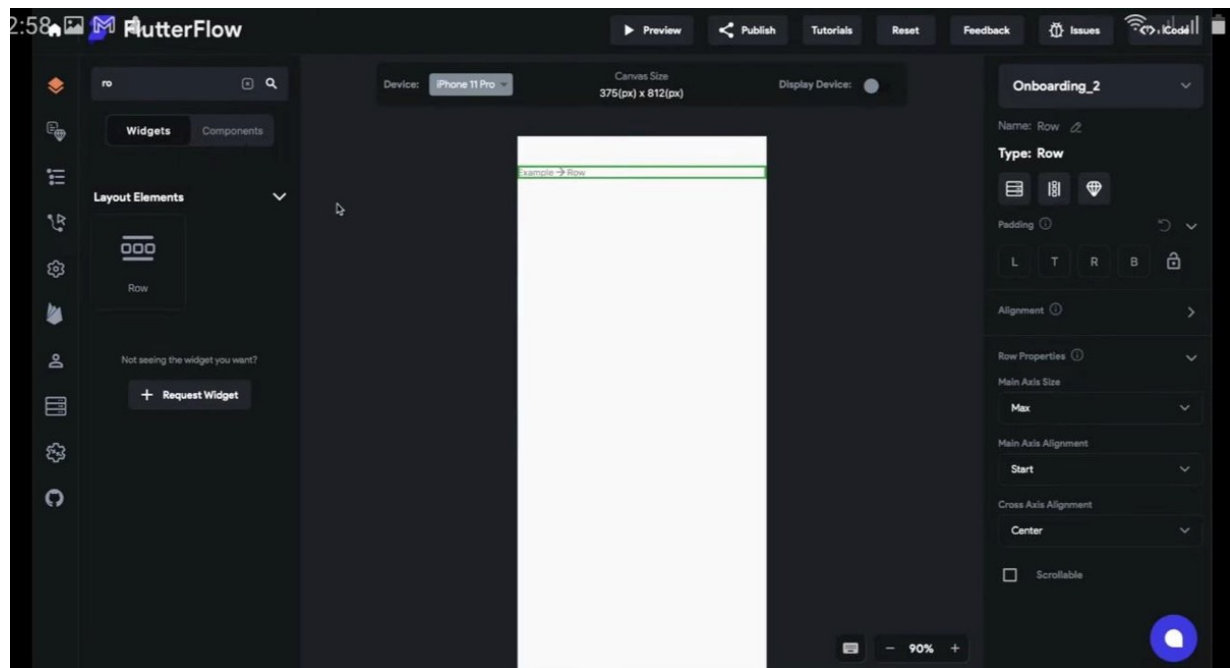 2:58
FlutterFlow
Preview
Publish
Tutorials
Reset
Feedback
Issues
Code
ro
Device:
iPhone 11 Pro
Canvas Size
375(px) x 812(px)
Display Device:
Onboarding_2
Widgets
Components
Name: Row
Type: Row
Example → Row
Layout Elements
Row
Padding
L
T
R
B
Alignment
Not seeing the widget you want?
+ Request Widget
Row Properties
Main Axis Size
Max
Main Axis Alignment
Start
Cross Axis Alignment
Center
Scrollable
− 90% +